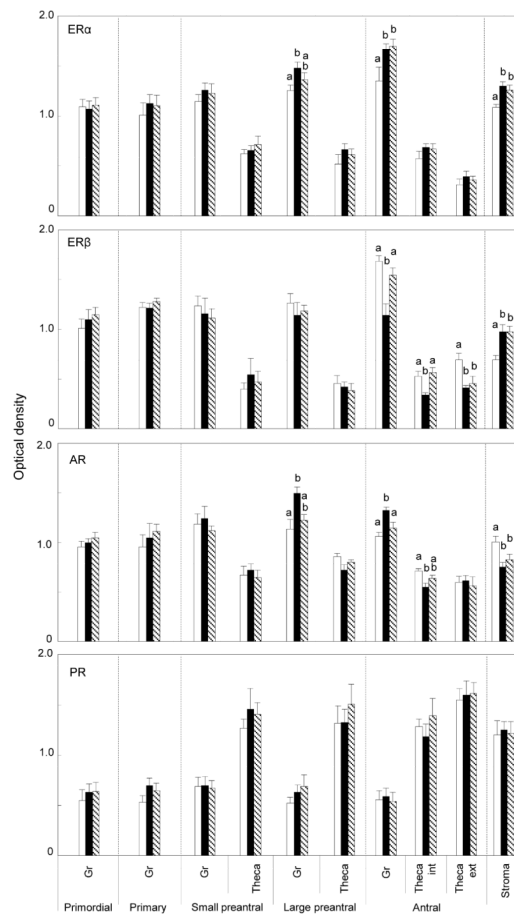 Optical density
2.0
ERα
1.0
0
a
b
a
b
a
b
b
a
b
b
2.0
ERβ
1.0
0
a
b
a
a
b
a
a
b
b
a
b
b
2.0
AR
1.0
0
a
b
a
b
a
b
a
a
b
a
b
a
b
b
2.0
PR
1.0
0
Gr
Gr
Gr
Theca
Gr
Theca
Gr
Theca int
Theca ext
Stroma
Primordial
Primary
Small preantral
Large preantral
Antral